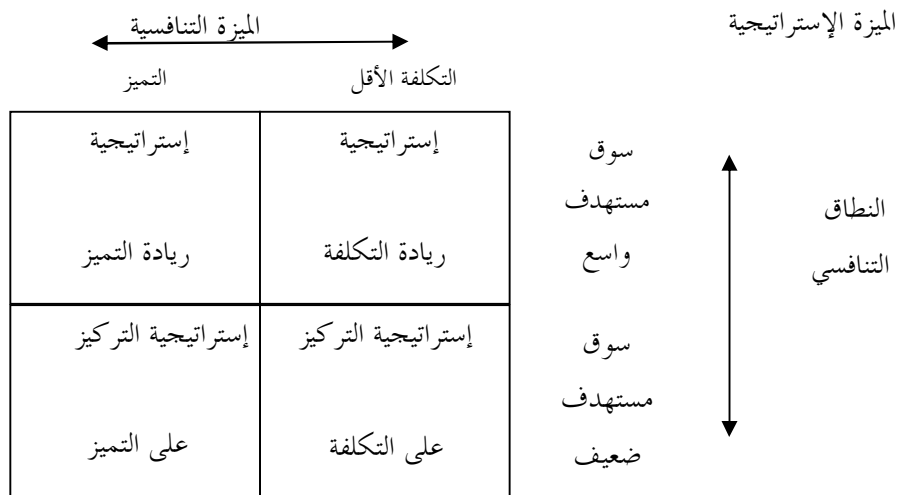 الميزة الإستراتيجية
الميزة التنافسية
التكلفة الأقل
التميز
النطاق
التنافسي
سوق
مستهدف
واسع
إستراتيجية
ريادة التكلفة
إستراتيجية
ريادة التميز
سوق
مستهدف
ضعيف
إستراتيجية التركيز
على التكلفة
إستراتيجية التركيز
على التميز